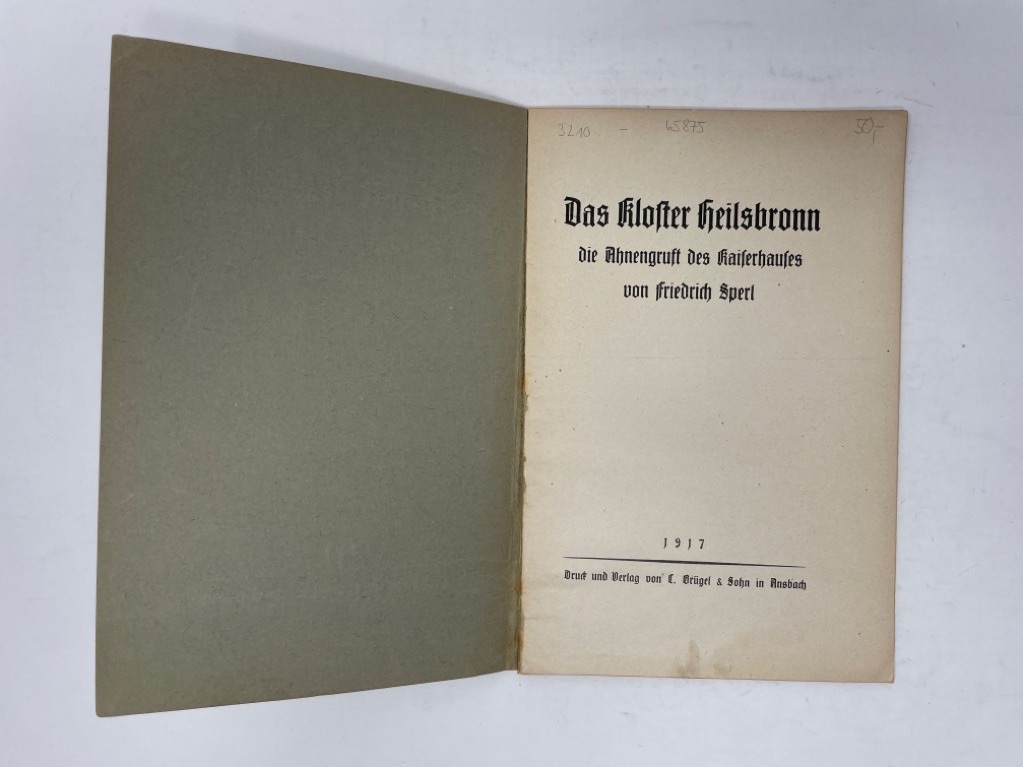 3210 - 65875 50,-
Das Kloster Heilsbronn
die Ahnengruft des Kaiserhauses
von Friedrich Sperl
1917
Druck und Verlag von C. Brügel & Sohn in Ansbach